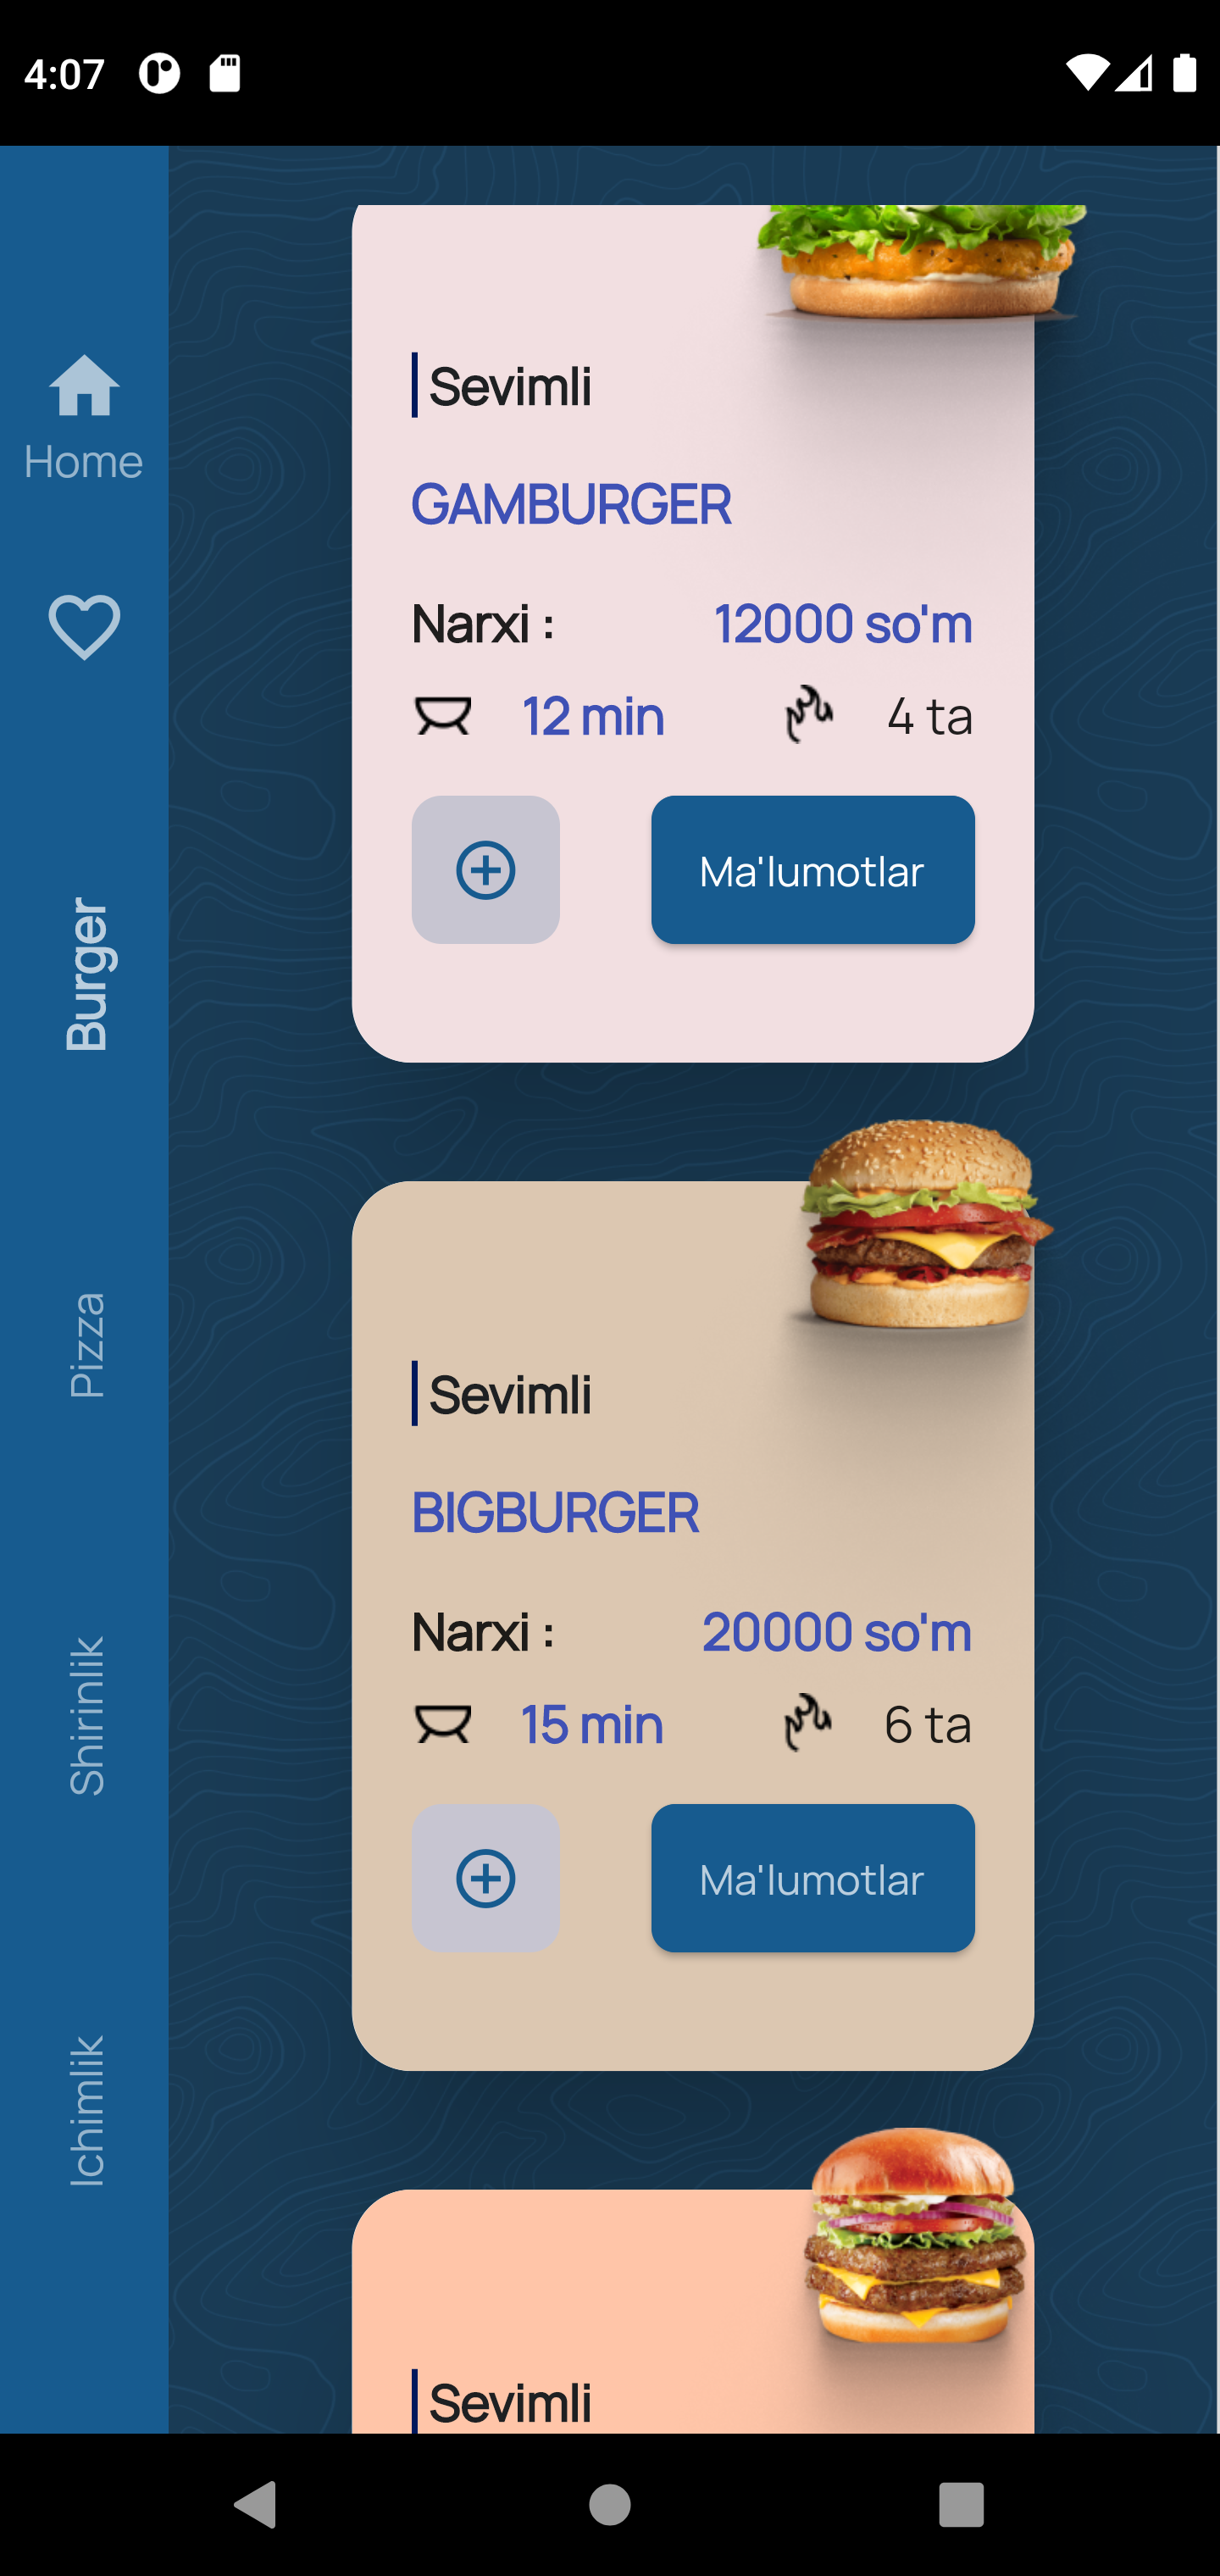 4:07
Home
Burger
Pizza
Shirinlik
Ichimlik
Sevimli
GAMBURGER
Narxi : 12000 so'm
12 min 4 ta
Ma'lumotlar
Sevimli
BIGBURGER
Narxi : 20000 so'm
15 min 6 ta
Ma'lumotlar
Sevimli